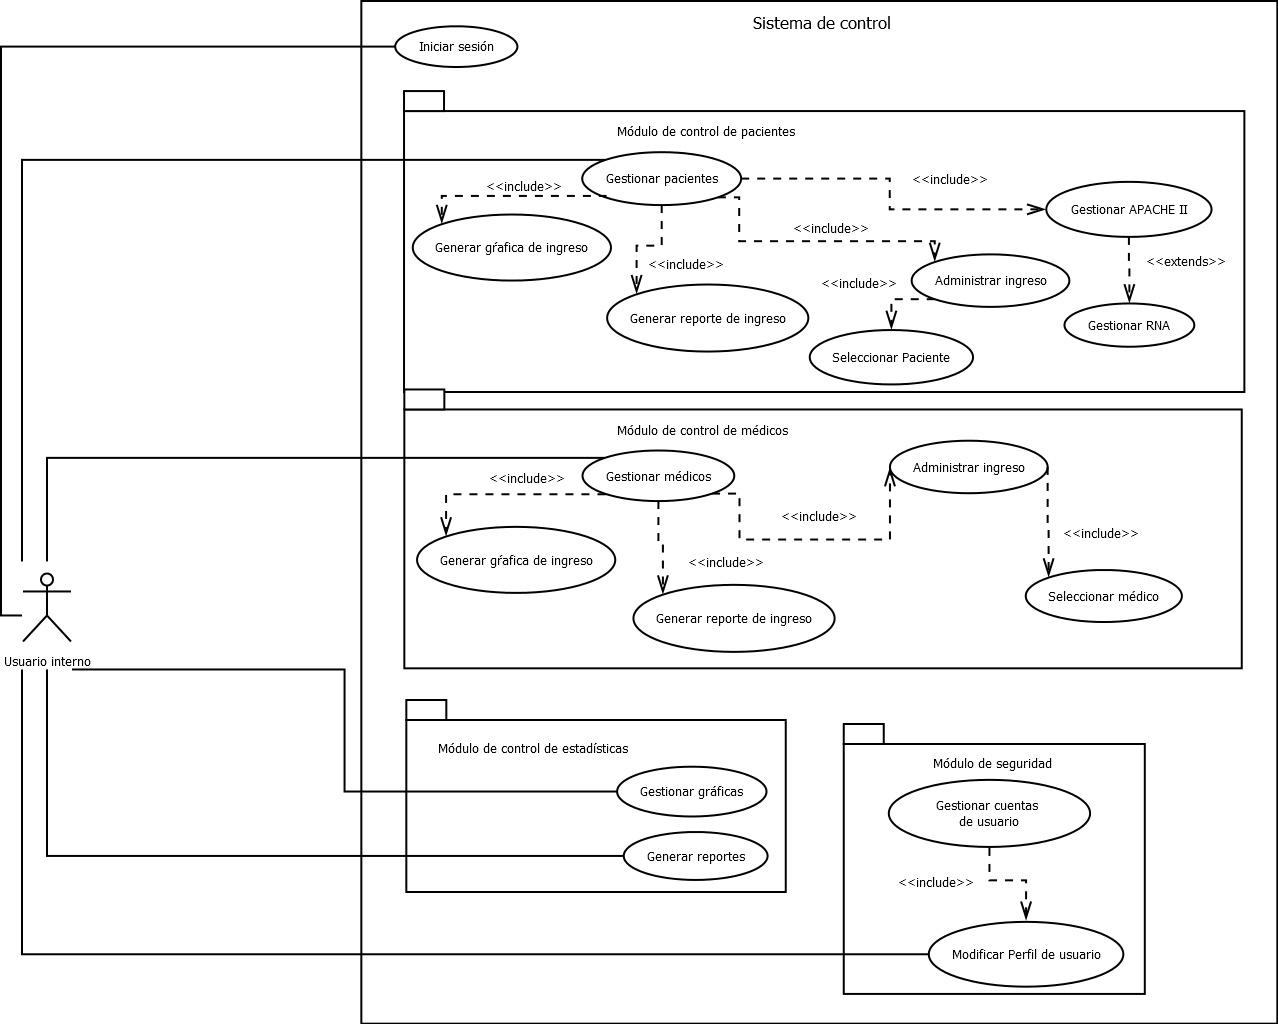 Sistema de control
Iniciar sesión
Módulo de control de pacientes
Gestionar pacientes
<<include>>
<<include>>
Gestionar APACHE II
Generar gŕafica de ingreso
<<include>>
<<include>>
<<extends>>
Administrar ingreso
<<include>>
Generar reporte de ingreso
Gestionar RNA
Seleccionar Paciente
Módulo de control de médicos
Administrar ingreso
Gestionar médicos
<<include>>
<<include>>
<<include>>
Generar gŕafica de ingreso
<<include>>
Seleccionar médico
Generar reporte de ingreso
Usuario interno
Módulo de control de estadísticas
Gestionar gráficas
Generar reportes
Módulo de seguridad
Gestionar cuentas
de usuario
<<include>>
Modificar Perfil de usuario